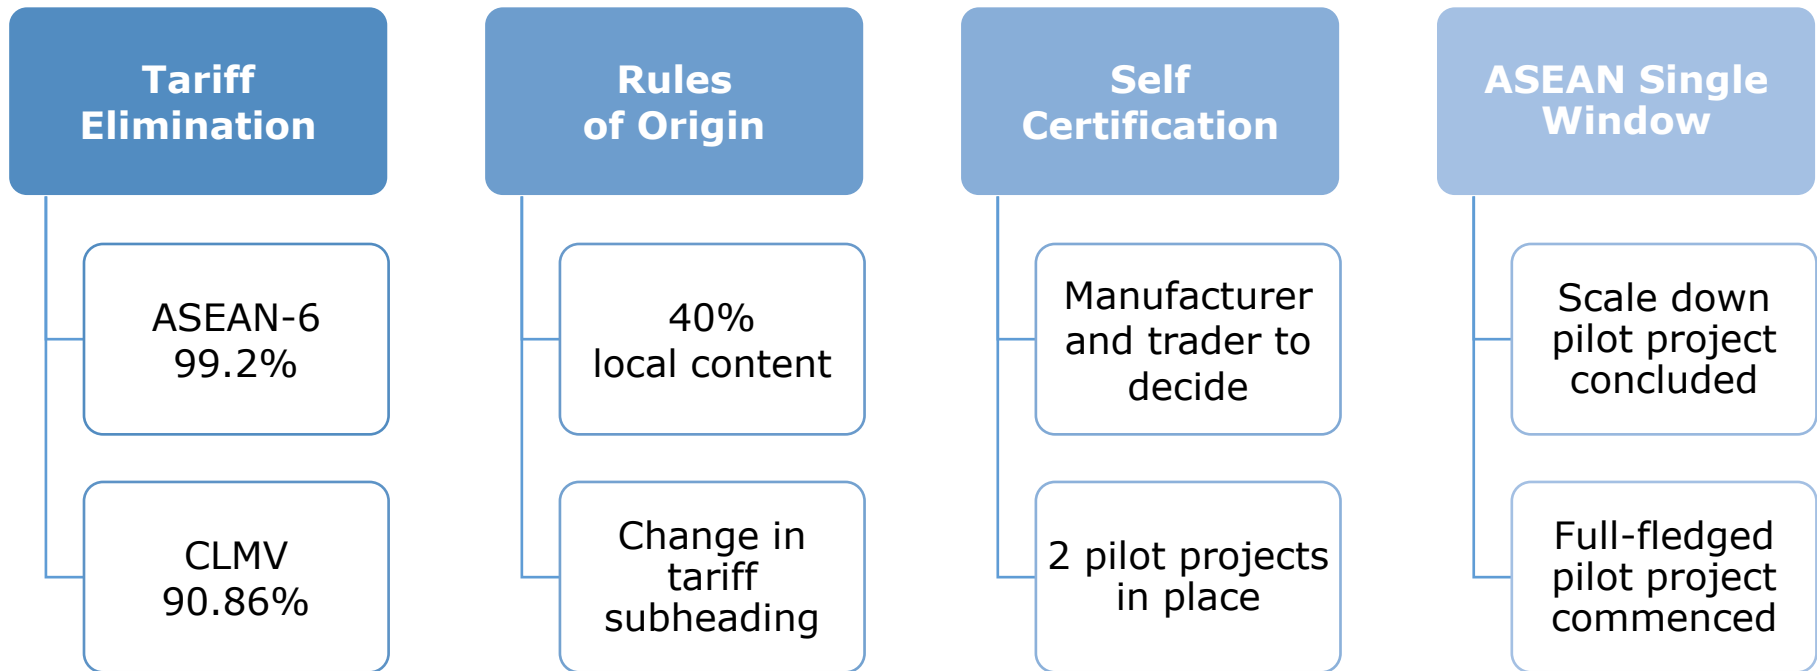 Tariff
Elimination
ASEAN-6
99.2%
CLMV
90.86%
Rules
of Origin
40%
local content
Change in
tariff
subheading
Self
Certification
Manufacturer
and trader to
decide
2 pilot projects
in place
ASEAN Single
Window
Scale down
pilot project
concluded
Full-fledged
pilot project
commenced